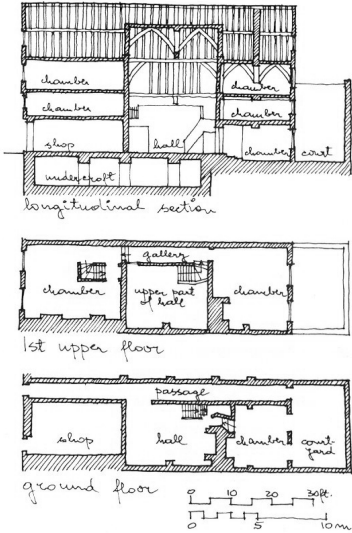 chamber
chamber
chamber
chamber
shop
hall
chamber
court
undercroft
longitudinal section
gallery
chamber
upper part of hall
chamber
1st upper floor
passage
shop
hall
chamber
court-
yard
ground floor
0 10 20 30ft.
0 5 10 m